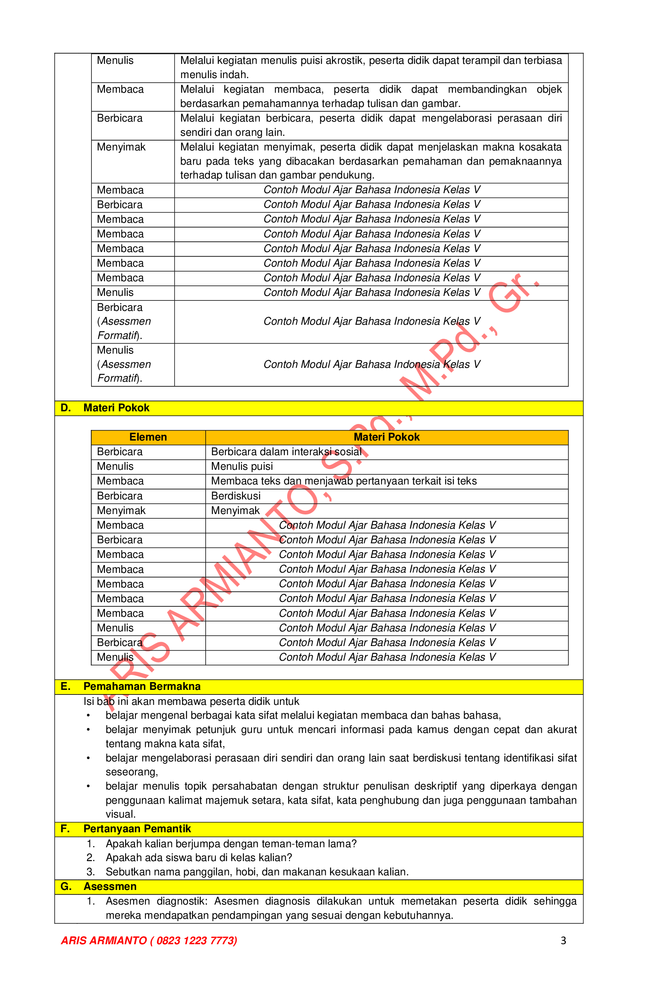 Menulis Melalui kegiatan menulis puisi akrostik, peserta didik dapat terampil dan terbiasa
menulis indah.
Membaca Melalui kegiatan membaca, peserta didik dapat membandingkan objek
berdasarkan pemahamannya terhadap tulisan dan gambar.
Berbicara Melalui kegiatan berbicara, peserta didik dapat mengelaborasi perasaan diri
sendiri dan orang lain.
Menyimak Melalui kegiatan menyimak, peserta didik dapat menjelaskan makna kosakata
baru pada teks yang dibacakan berdasarkan pemahaman dan pemaknaannya
terhadap tulisan dan gambar pendukung.
Membaca Contoh Modul Ajar Bahasa Indonesia Kelas V
Berbicara Contoh Modul Ajar Bahasa Indonesia Kelas V
Membaca Contoh Modul Ajar Bahasa Indonesia Kelas V
Membaca Contoh Modul Ajar Bahasa Indonesia Kelas V
Membaca Contoh Modul Ajar Bahasa Indonesia Kelas V
Membaca Contoh Modul Ajar Bahasa Indonesia Kelas V
Membaca Contoh Modul Ajar Bahasa Indonesia Kelas V
Menulis Contoh Modul Ajar Bahasa Indonesia Kelas V
Berbicara
(Asessmen Contoh Modul Ajar Bahasa Indonesia Kelas V
Formatif).
Menulis
(Asessmen Contoh Modul Ajar Bahasa Indonesia Kelas V
Formatif).
D. Materi Pokok
Elemen Materi Pokok
Berbicara Berbicara dalam interaksi sosial
Menulis Menulis puisi
Membaca Membaca teks dan menjawab pertanyaan terkait isi teks
Berbicara Berdiskusi
Menyimak Menyimak
Membaca Contoh Modul Ajar Bahasa Indonesia Kelas V
Berbicara Contoh Modul Ajar Bahasa Indonesia Kelas V
Membaca Contoh Modul Ajar Bahasa Indonesia Kelas V
Membaca Contoh Modul Ajar Bahasa Indonesia Kelas V
Membaca Contoh Modul Ajar Bahasa Indonesia Kelas V
Membaca Contoh Modul Ajar Bahasa Indonesia Kelas V
Membaca Contoh Modul Ajar Bahasa Indonesia Kelas V
Menulis Contoh Modul Ajar Bahasa Indonesia Kelas V
Berbicara Contoh Modul Ajar Bahasa Indonesia Kelas V
Menulis Contoh Modul Ajar Bahasa Indonesia Kelas V
ARIS ARMIANTO, S.Pd., M.Pd., Gr.
E. Pemahaman Bermakna
Isi bab ini akan membawa peserta didik untuk
• belajar mengenal berbagai kata sifat melalui kegiatan membaca dan bahas bahasa,
• belajar menyimak petunjuk guru untuk mencari informasi pada kamus dengan cepat dan akurat
tentang makna kata sifat,
• belajar mengelaborasi perasaan diri sendiri dan orang lain saat berdiskusi tentang identifikasi sifat
seseorang,
• belajar menulis topik persahabatan dengan struktur penulisan deskriptif yang diperkaya dengan
penggunaan kalimat majemuk setara, kata sifat, kata penghubung dan juga penggunaan tambahan
visual.
F. Pertanyaan Pemantik
1. Apakah kalian berjumpa dengan teman-teman lama?
2. Apakah ada siswa baru di kelas kalian?
3. Sebutkan nama panggilan, hobi, dan makanan kesukaan kalian.
G. Asessmen
1. Asesmen diagnostik: Asesmen diagnosis dilakukan untuk memetakan peserta didik sehingga
mereka mendapatkan pendampingan yang sesuai dengan kebutuhannya.
ARIS ARMIANTO ( 0823 1223 7773) 3